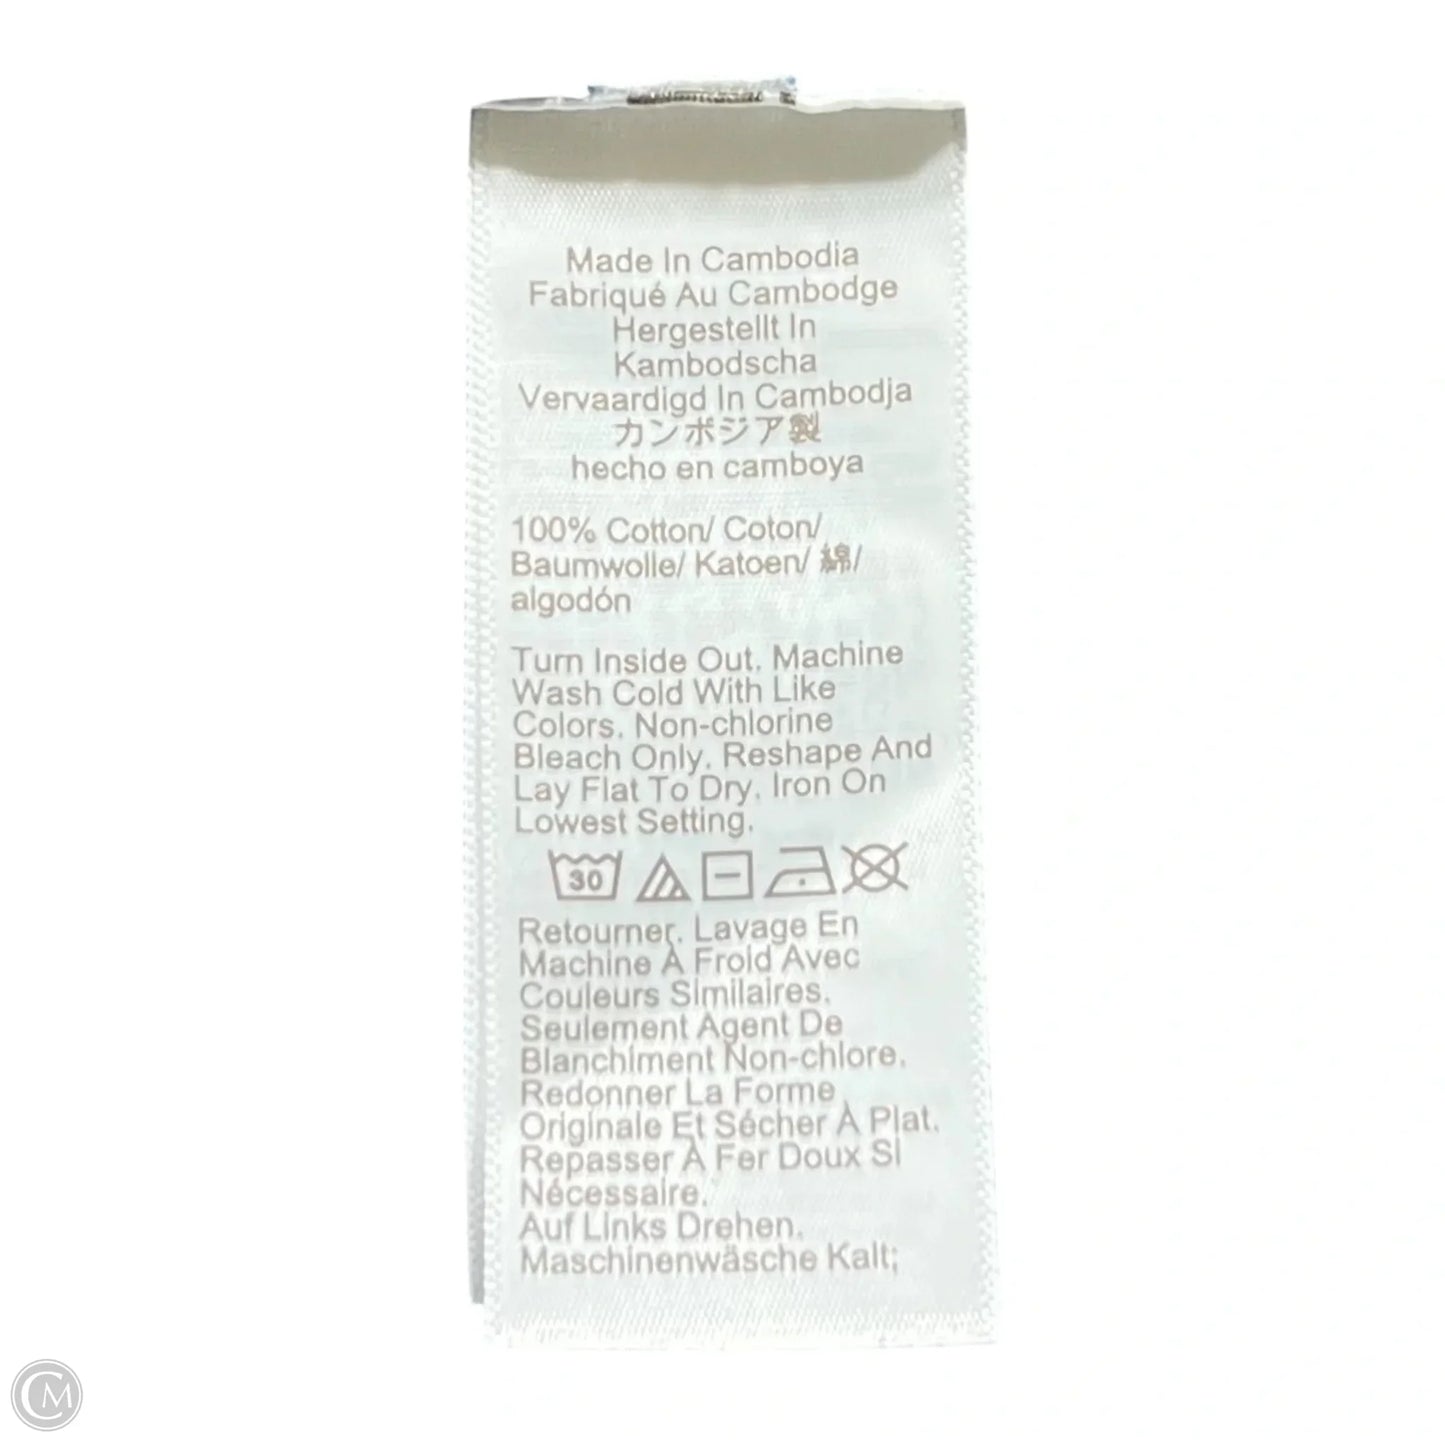 Made In Cambodia
Fabriqué Au Cambodge
Hergestellt In
Kambodscha
Vervaardigd In Cambodja
カンボジア製
hecho en camboya
100% Cotton/ Coton/
Baumwolle/ Katoen/ 綿/
algodón
Turn Inside Out. Machine
Wash Cold With Like
Colors. Non-chlorine
Bleach Only. Reshape And
Lay Flat To Dry. Iron On
Lowest Setting.
30
Retourner. Lavage En
Machine À Froid Avec
Couleurs Similaires.
Seulement Agent De
Blanchiment Non-chlore.
Redonner La Forme
Originale Et Sécher À Plat.
Repasser À Fer Doux Si
Nécessaire.
Auf Links Drehen.
Maschinenwäsche Kalt;
CM